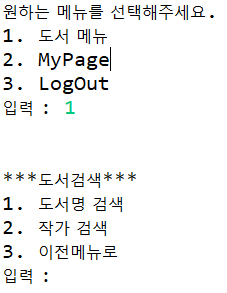 원하는 메뉴를 선택해주세요.
1. 도서 메뉴
2. MyPage
3. LogOut
입력 : 1
***도서검색***
1. 도서명 검색
2. 작가 검색
3. 이전메뉴로
입력 :